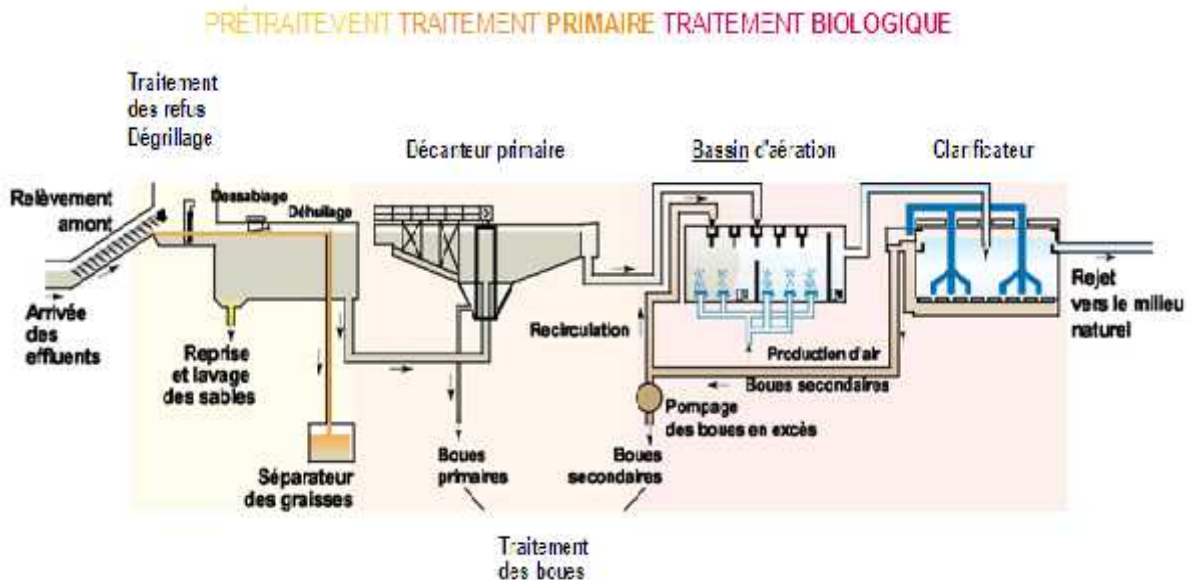 PRÉTRAITEVENT TRAITEMENT PRIMAIRE TRAITEMENT BIOLOGIQUE
Traitement
des refus
Dégrillage
Décanteur primaire
Bassin d'aération
Clarificateur
Relèvement
amont
Dessablage
Déhuilage
Arrivée
des
effluents
Reprise
et lavage
des sables
Séparateur
des graisses
Boues
primaires
Recirculation
Production d'air
Boues secondaires
Pompage
des boues en excès
Boues
secondaires
Rejet
vers le milieu
naturel
Traitement
des boues